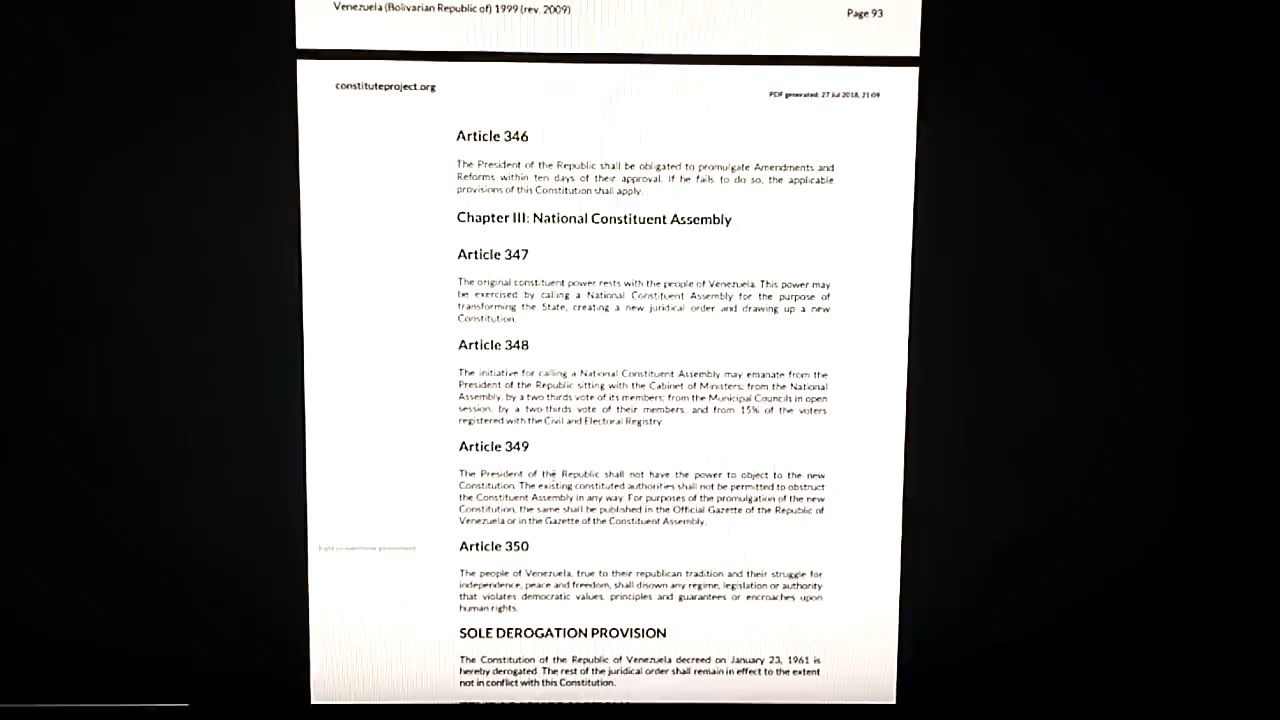 Venezuela (Bolivarian Republic of) 1999 (rev. 2009)
Page 93
constituteproject.org
PDF generated: 27 Jul 2018, 21:09
Article 346
The President of the Republic shall be obligated to promulgate Amendments and
Reforms within ten days of their approval. If he fails to do so, the applicable
provisions of this Constitution shall apply.
Chapter III: National Constituent Assembly
Article 347
The original constituent power rests with the people of Venezuela. This power may
be exercised by calling a National Constituent Assembly for the purpose of
transforming the State, creating a new juridical order and drawing up a new
Constitution.
Article 348
The initiative for calling a National Constituent Assembly may emanate from the
President of the Republic sitting with the Cabinet of Ministers; from the National
Assembly, by a two thirds vote of its members; from the Municipal Councils in open
session, by a two-thirds vote of their members; and from 15% of the voters
registered with the Civil and Electoral Registry.
Article 349
The President of the Republic shall not have the power to object to the new
Constitution. The existing constituted authorities shall not be permitted to obstruct
the Constituent Assembly in any way. For purposes of the promulgation of the new
Constitution, the same shall be published in the Official Gazette of the Republic of
Venezuela or in the Gazette of the Constituent Assembly.
Right to overthrow government
Article 350
The people of Venezuela, true to their republican tradition and their struggle for
independence, peace and freedom, shall disown any regime, legislation or authority
that violates democratic values, principles and guarantees or encroaches upon
human rights.
SOLE DEROGATION PROVISION
The Constitution of the Republic of Venezuela decreed on January 23, 1961 is
hereby derogated. The rest of the juridical order shall remain in effect to the extent
not in conflict with this Constitution.